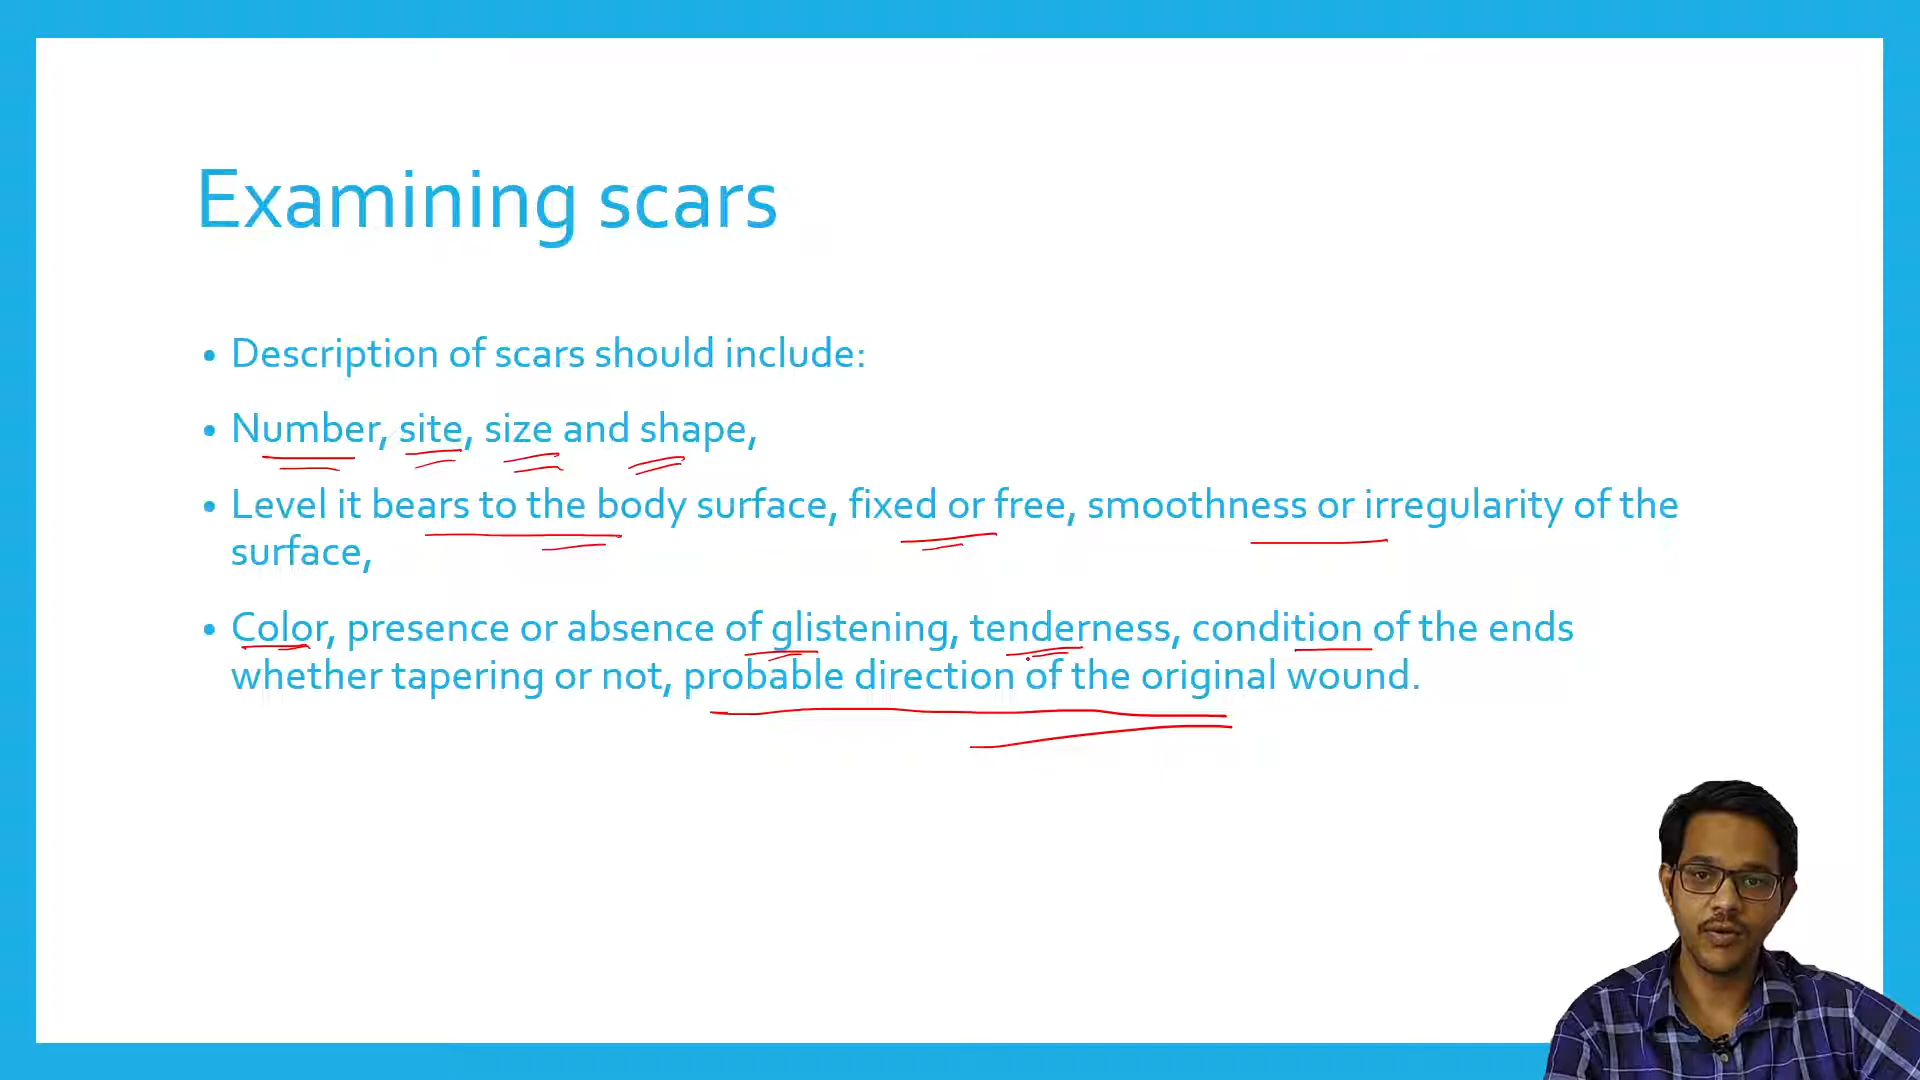 Examining scars
• Description of scars should include:
• Number, site, size and shape,
• Level it bears to the body surface, fixed or free, smoothness or irregularity of the
surface,
• Color, presence or absence of glistening, tenderness, condition of the ends
whether tapering or not, probable direction of the original wound.